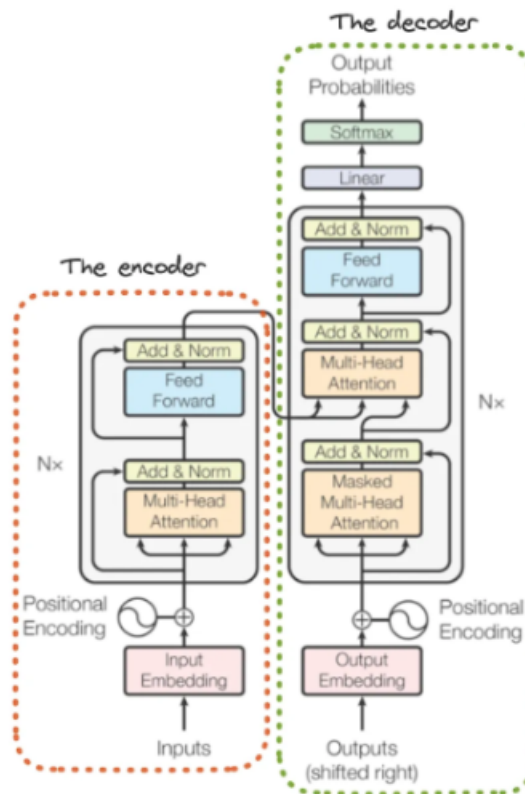 The decoder
Output
Probabilities
Softmax
Linear
Add & Norm
Feed
Forward
Add & Norm
Multi-Head
Attention
Nx
Add & Norm
Masked
Multi-Head
Attention
Positional
Encoding
Output
Embedding
Outputs
(shifted right)
The encoder
Add & Norm
Feed
Forward
Nx
Add & Norm
Multi-Head
Attention
Positional
Encoding
Input
Embedding
Inputs